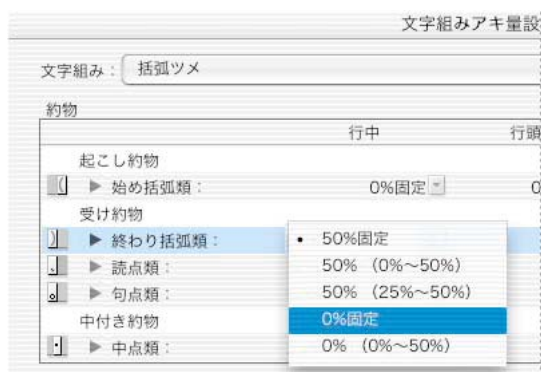 文字組みアキ量設
文字組み： 括弧ツメ
約物
行中 行頭
起こし約物
始め括弧類： 0%固定 0
受け約物
終わり括弧類： • 50%固定
読点類： 50% （0%～50%）
句点類： 50% （25%～50%）
中付き約物 0%固定
中点類： 0% （0%～50%）